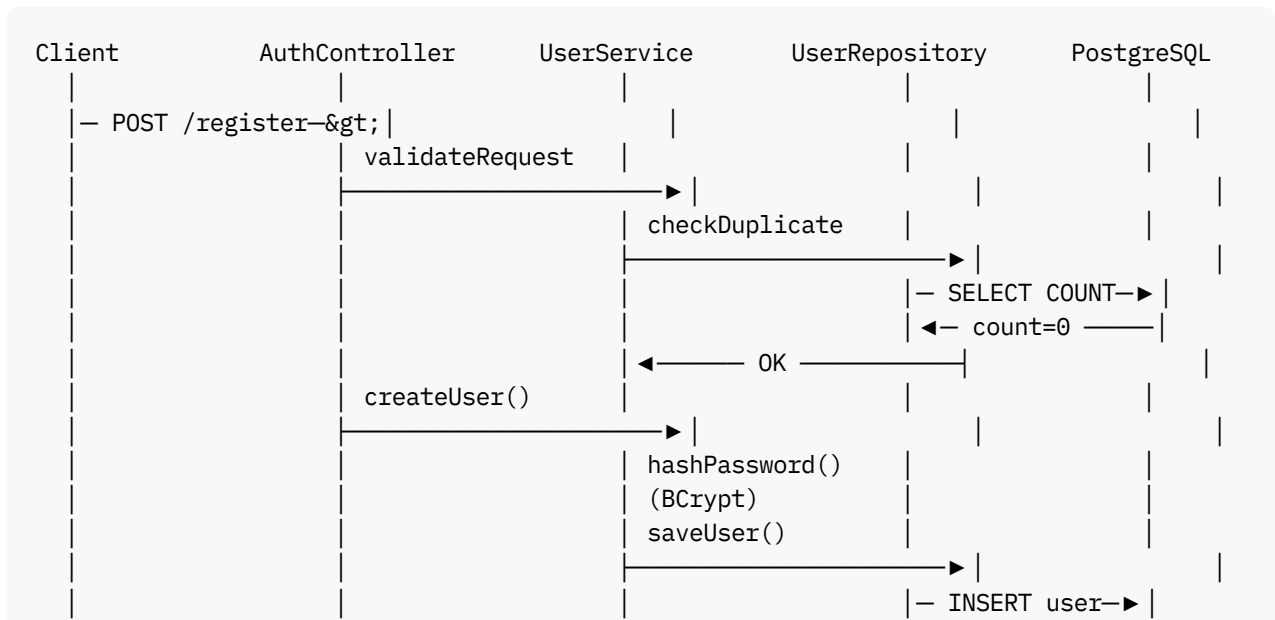 Client AuthController UserService UserRepository PostgreSQL
│ │ │ │ │
│─ POST /register─&gt;│ │ │ │
│ │ validateRequest │ │ │
│ ├──────────────────────►│ │ │
│ │ │ checkDuplicate │ │
│ │ ├──────────────────────►│ │
│ │ │ │─ SELECT COUNT─►│
│ │ │ │◄─ count=0 ─────│
│ │ │◄────── OK ───────────┤ │
│ │ createUser() │ │ │
│ ├──────────────────────►│ │ │
│ │ │ hashPassword() │ │
│ │ │ (BCrypt) │ │
│ │ │ saveUser() │ │
│ │ ├──────────────────────►│ │
│ │ │ │─ INSERT user─►│